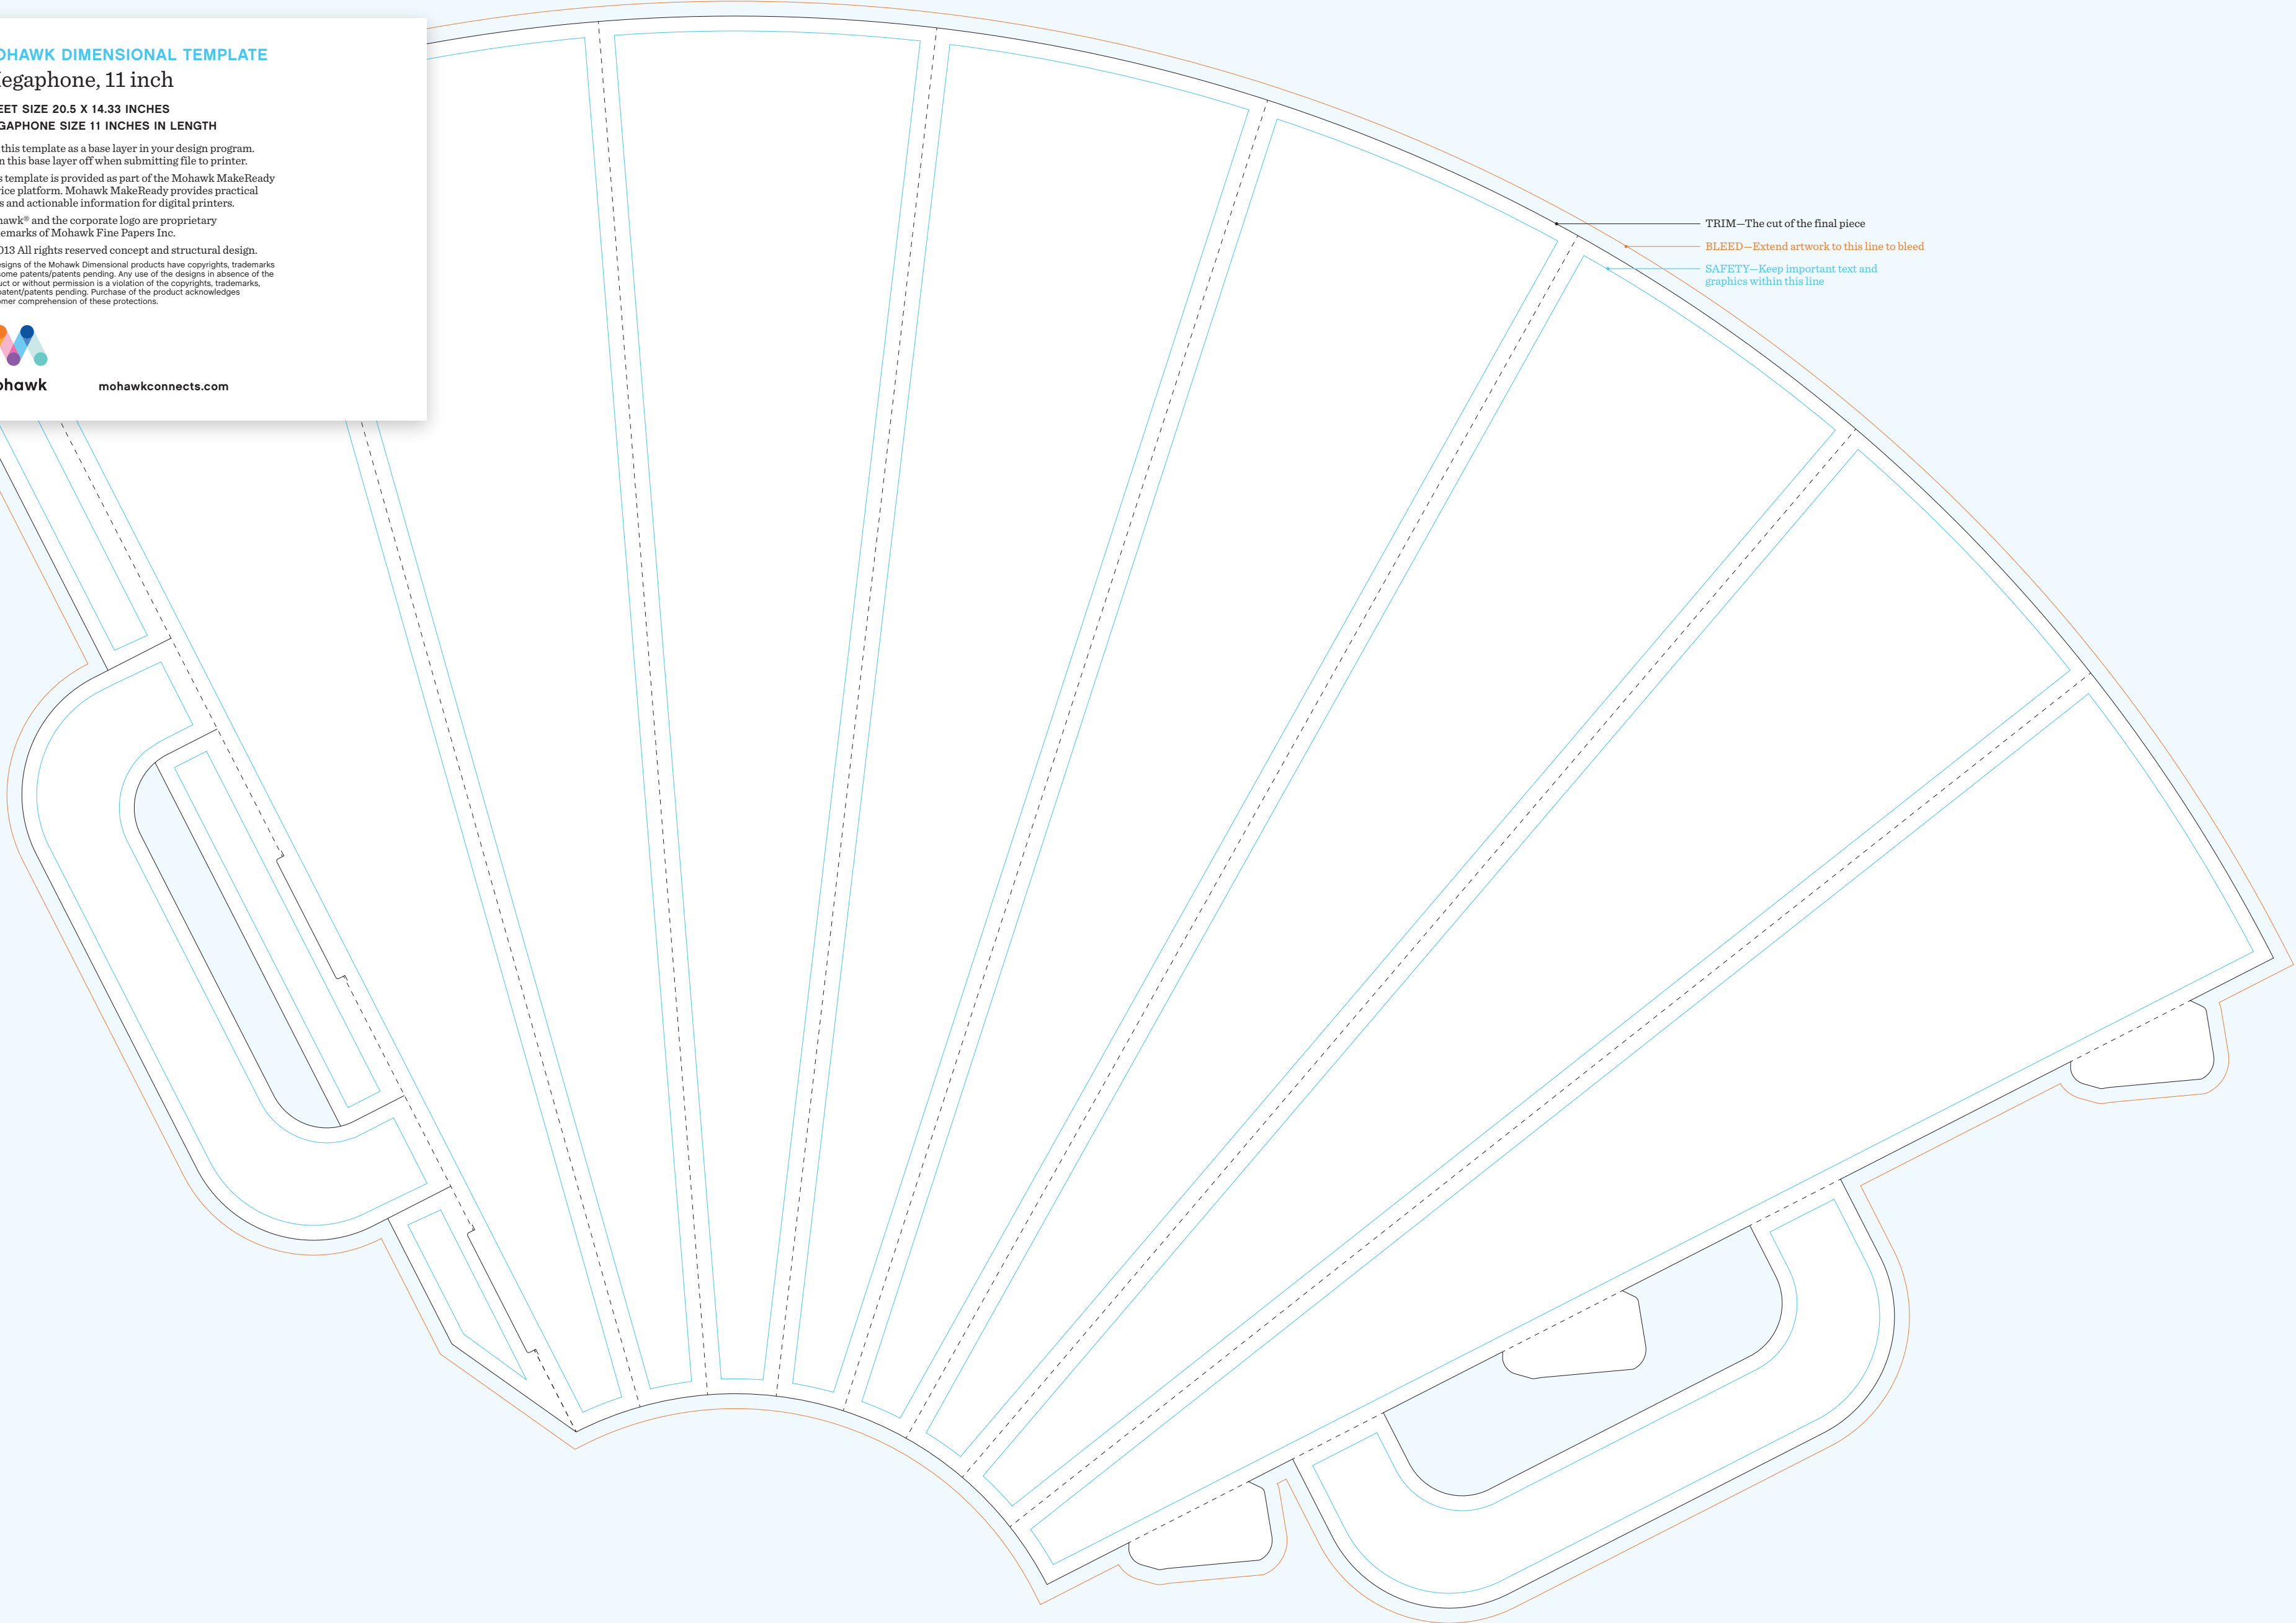 OHAWK DIMENSIONAL TEMPLATE
egaphone, 11 inch
EET SIZE 20.5 X 14.33 INCHES
GAPHONE SIZE 11 INCHES IN LENGTH
this template as a base layer in your design program.
n this base layer off when submitting file to printer.
s template is provided as part of the Mohawk MakeReady
ice platform. Mohawk MakeReady provides practical
s and actionable information for digital printers.
hawk® and the corporate logo are proprietary
emarks of Mohawk Fine Papers Inc.
013 All rights reserved concept and structural design.
esigns of the Mohawk Dimensional products have copyrights, trademarks
some patents/patents pending. Any use of the designs in absence of the
uct or without permission is a violation of the copyrights, trademarks,
patent/patents pending. Purchase of the product acknowledges
omer comprehension of these protections.
ohawk
mohawkconnects.com
TRIM—The cut of the final piece
BLEED—Extend artwork to this line to bleed
SAFETY—Keep important text and
graphics within this line